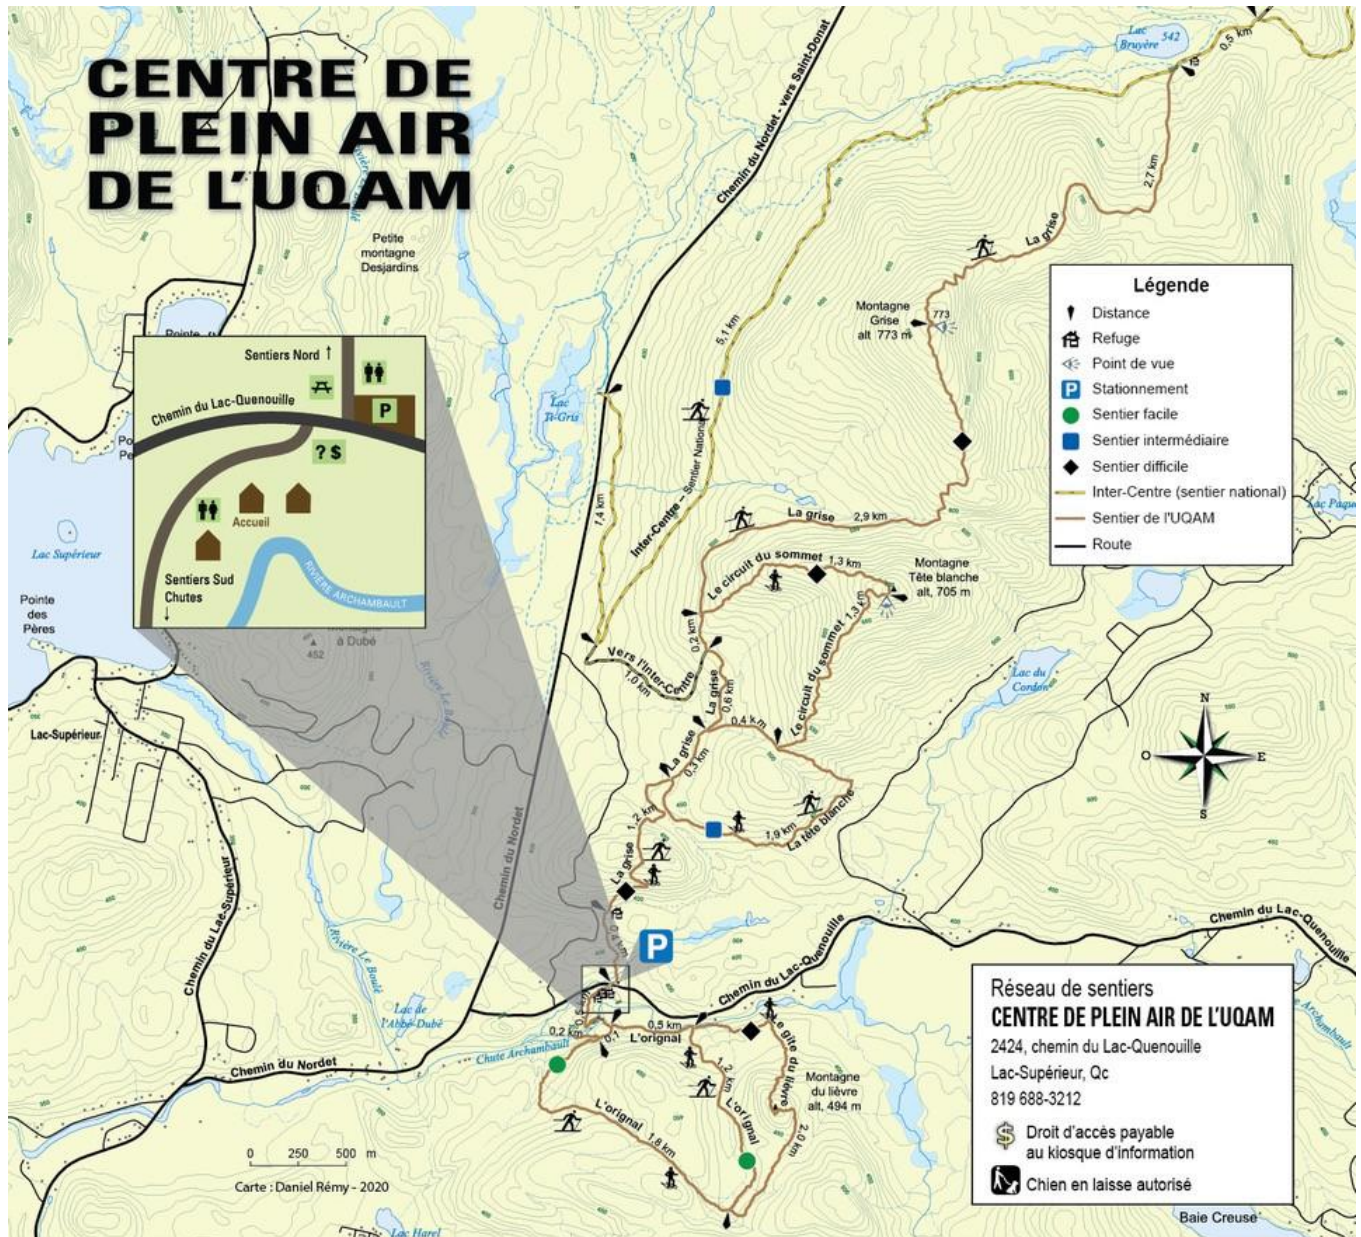 CENTRE DE
PLEIN AIR
DE L'UQAM
Petite
montagne
Desjardins
Chemin du Nordet - vers Saint-Donat
Lac
Bruyère 542
0,5 km
2,7 km
La grise
Montagne
Grise
alt 773 m
773
5,1 km
Lac
Ti-Gris
Inter-Centre – Sentier National
1,4 km
La grise 2,9 km
Le circuit du sommet 1,3 km
Montagne
Tête blanche
alt, 705 m
Le circuit du sommet 1,3 km
0,2 km
Vers l'Inter-Centre
1,0 km
La grise
0,6 km
0,4 km
La grise
0,3 km
La grise 1,2 km
1,9 km
La tête blanche
0,4 km
Légende
Distance
Refuge
Point de vue
P Stationnement
Sentier facile
Sentier intermédiaire
Sentier difficile
Inter-Centre (sentier national)
Sentier de l'UQAM
Route
Lac du
Cordon
N
O
E
S
Pointe
Sentiers Nord ↑
Chemin du Lac-Quenouille
P
? $
Accueil
Sentiers Sud
Chutes
↓
RIVIÈRE ARCHAMBAULT
à Dubé
452
Lac Supérieur
Pointe
des
Pères
Lac-Supérieur
Chemin du Lac-Supérieur
Rivière Le Boulé
Lac de
l'Abbé-Dubé
Chemin du Nordet
Chemin du Nordet
P
Chemin du Lac-Quenouille
Chemin du Lac-Quenouille
Chute Archambault
0,2 km
0,5 km
L'orignal
1,2 km
L'orignal
L'orignal 1,8 km
Le gîte du lièvre
2,0 km
Montagne
du lièvre
alt, 494 m
0 250 500 m
Carte : Daniel Rémy - 2020
Lac Harel
Réseau de sentiers
CENTRE DE PLEIN AIR DE L'UQAM
2424, chemin du Lac-Quenouille
Lac-Supérieur, Qc
819 688-3212
$ Droit d'accès payable
au kiosque d'information
Chien en laisse autorisé
Baie Creuse